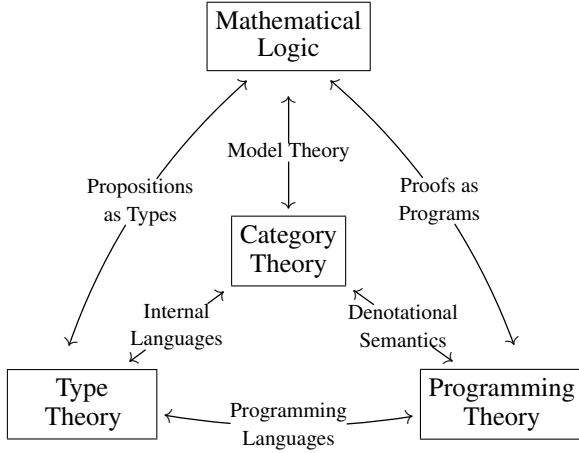 Mathematical
Logic
Model Theory
Propositions
as Types
Proofs as
Programs
Category
Theory
Internal
Languages
Denotational
Semantics
Type
Theory
Programming
Languages
Programming
Theory